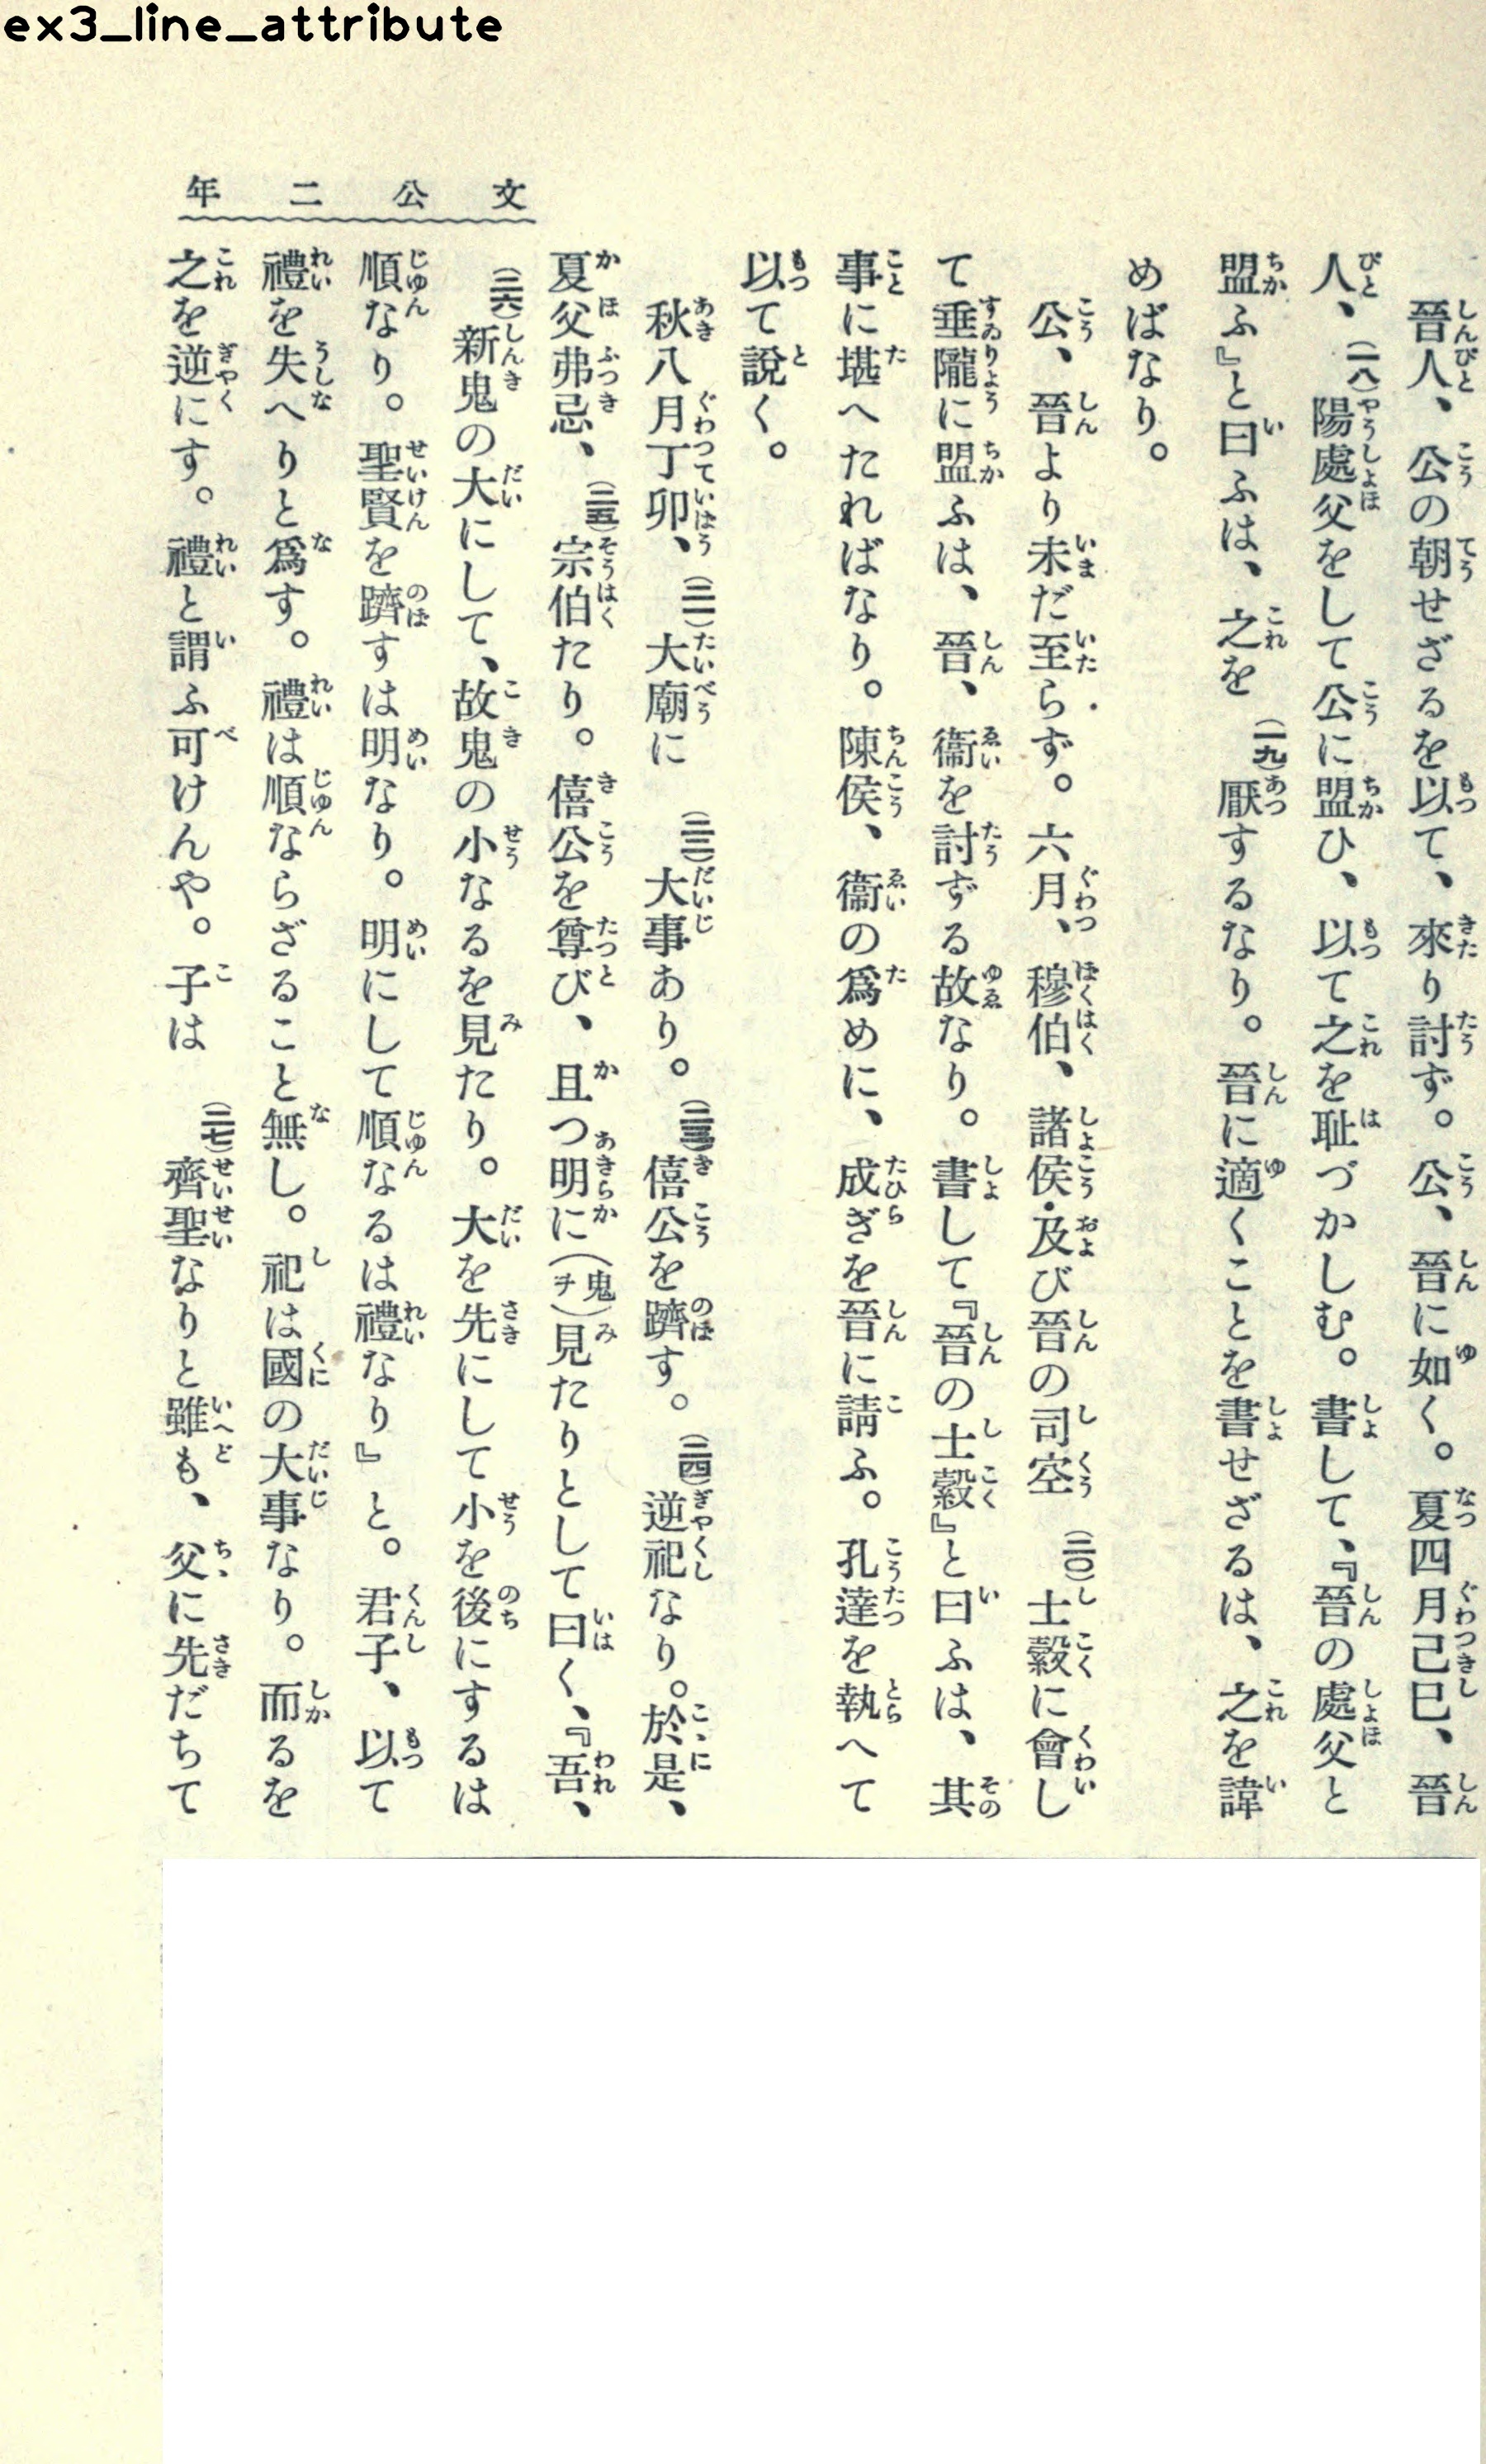 ex3_line_attribute
文公二年
晉人、公の朝せざるを以て、來り討ず。公、晉に如く。夏四月己巳、晉
人、(一八)陽處父をして公に盟ひ、以て之を耻づかしむ。書して、『晉の處父と
盟ふ』と曰ふは、之を(一九)厭するなり。晉に適くことを書せざるは、之を諱
めばなり。
公、晉より未だ至らず。六月、穆伯、諸侯・及び晉の司空(二〇)士縠に會し
て垂隴に盟ふは、晉、衞を討ずる故なり。書して『晉の士縠』と曰ふは、其
事に堪へたればなり。陳侯、衞の爲めに、成ぎを晉に請ふ。孔達を執へて
以て說く。
秋八月丁卯、(二一)大廟に(二二)大事あり。(二三)僖公を躋す。(二四)逆祀なり。於是、
夏父弗忌、(二五)宗伯たり。僖公を尊び、且つ明に(鬼ヲ)見たりとして曰く、『吾、
(二六)新鬼の大にして、故鬼の小なるを見たり。大を先にして小を後にするは
順なり。聖賢を躋すは明なり。明にして順なるは禮なり』と。君子、以て
禮を失へりと爲す。禮は順ならざること無し。祀は國の大事なり。而るを
之を逆にす。禮と謂ふ可けんや。子は(二七)齊聖なりと雖も、父に先だちて